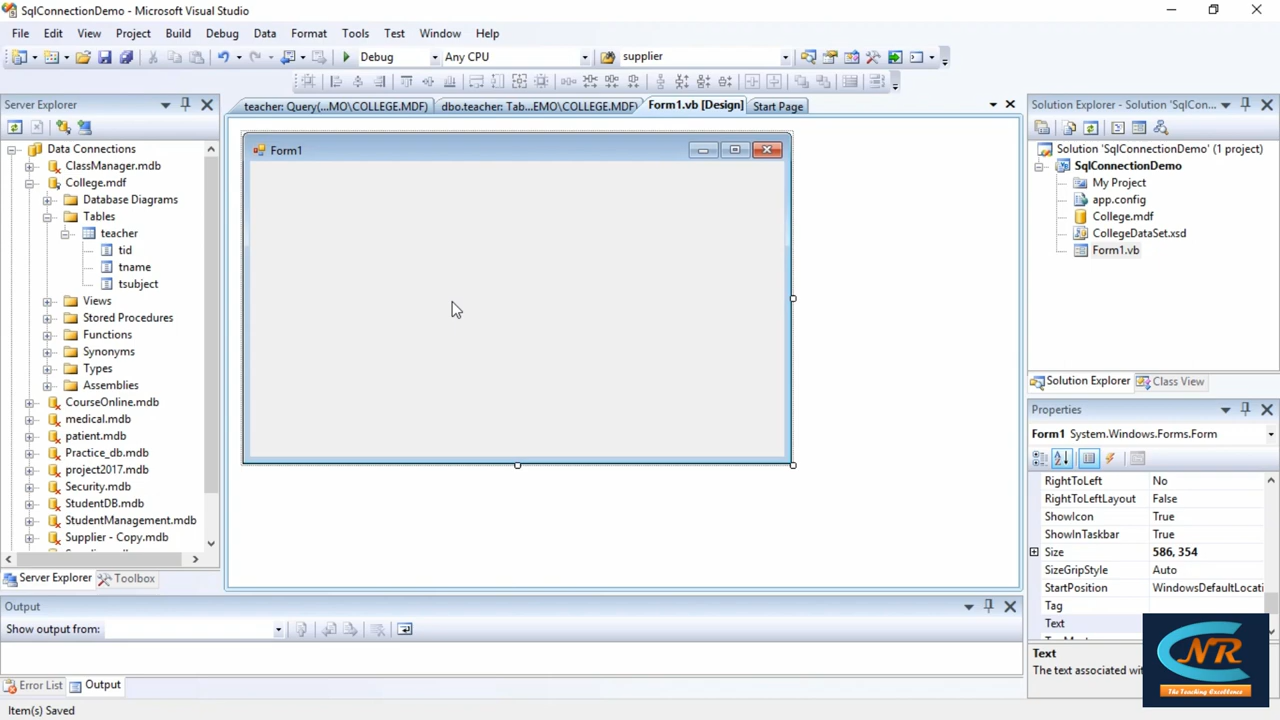 SqlConnectionDemo - Microsoft Visual Studio
File Edit View Project Build Debug Data Format Tools Test Window Help
Debug Any CPU supplier
Server Explorer
teacher: Query(...MO\COLLEGE.MDF) dbo.teacher: Tab...EMO\COLLEGE.MDF) Form1.vb [Design] Start Page
Solution Explorer - Solution 'SqlCon...
Data Connections
ClassManager.mdb
College.mdf
Database Diagrams
Tables
teacher
tid
tname
tsubject
Views
Stored Procedures
Functions
Synonyms
Types
Assemblies
CourseOnline.mdb
medical.mdb
patient.mdb
Practice_db.mdb
project2017.mdb
Security.mdb
StudentDB.mdb
StudentManagement.mdb
Supplier - Copy.mdb
Server Explorer Toolbox
Form1
Solution 'SqlConnectionDemo' (1 project)
SqlConnectionDemo
My Project
app.config
College.mdf
CollegeDataSet.xsd
Form1.vb
Solution Explorer Class View
Properties
Form1 System.Windows.Forms.Form
RightToLeft No
RightToLeftLayout False
ShowIcon True
ShowInTaskbar True
Size 586, 354
SizeGripStyle Auto
StartPosition WindowsDefaultLocati
Tag
Text
Text
The text associated wit
NR
The Teaching Excellence
Output
Show output from:
Error List Output
Item(s) Saved